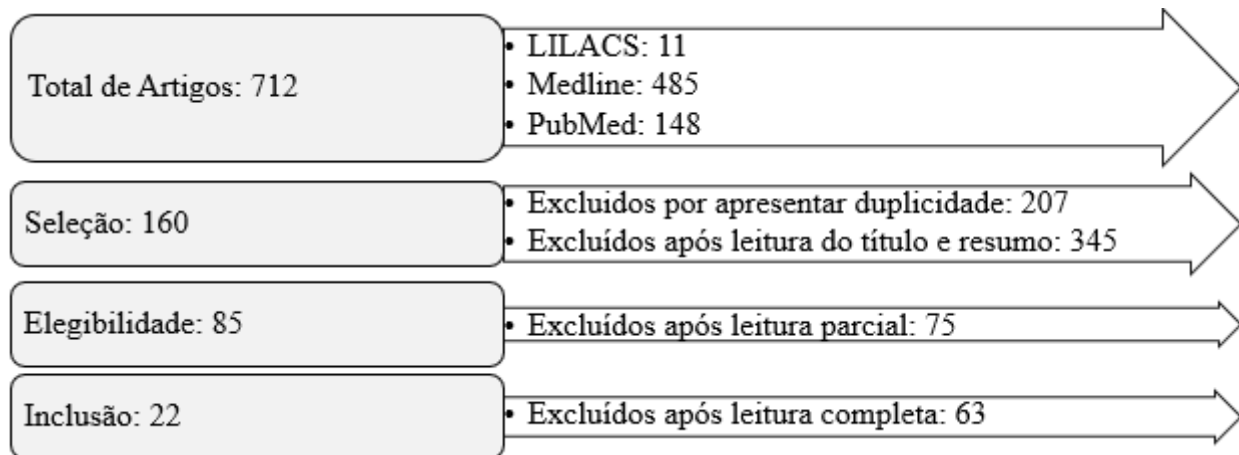 Total de Artigos: 712
• LILACS: 11
• Medline: 485
• PubMed: 148
Seleção: 160
• Excluidos por apresentar duplicidade: 207
• Excluídos após leitura do título e resumo: 345
Elegibilidade: 85
• Excluídos após leitura parcial: 75
Inclusão: 22
• Excluídos após leitura completa: 63